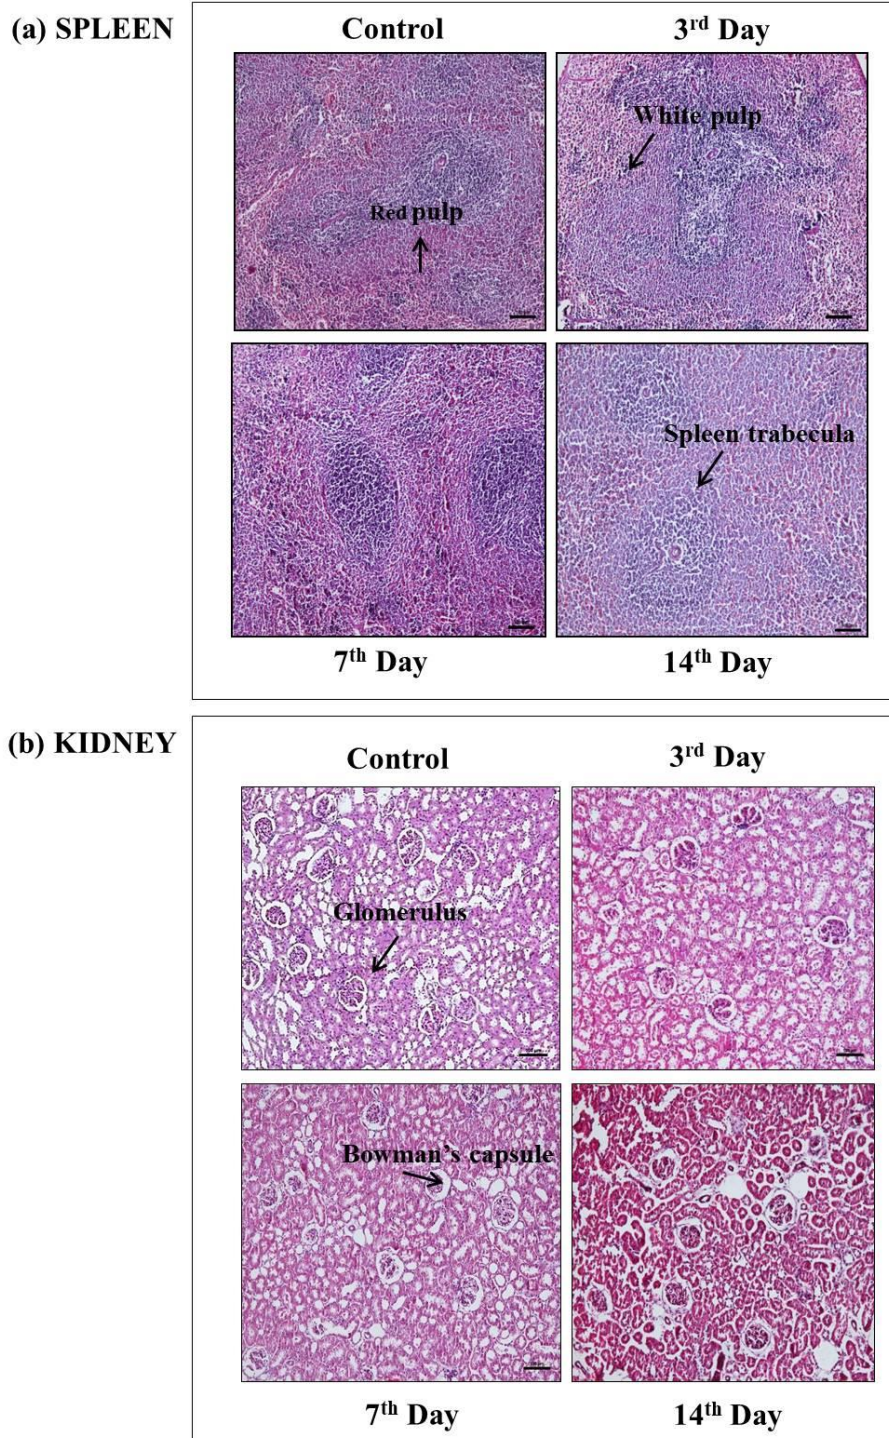 (a) SPLEEN
Control
3rd Day
White pulp
Red pulp
Spleen trabecula
7th Day
14th Day
(b) KIDNEY
Control
3rd Day
Glomerulus
Bowman's capsule
7th Day
14th Day